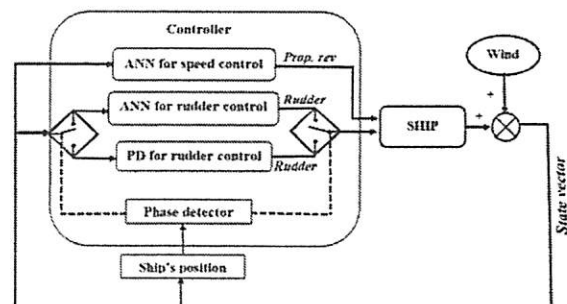 Controller
ANN for speed control
Prop. rev
Wind
ANN for rudder control
Rudder
+
SHIP
+
PD for rudder control
Rudder
State vector
Phase detector
Ship's position